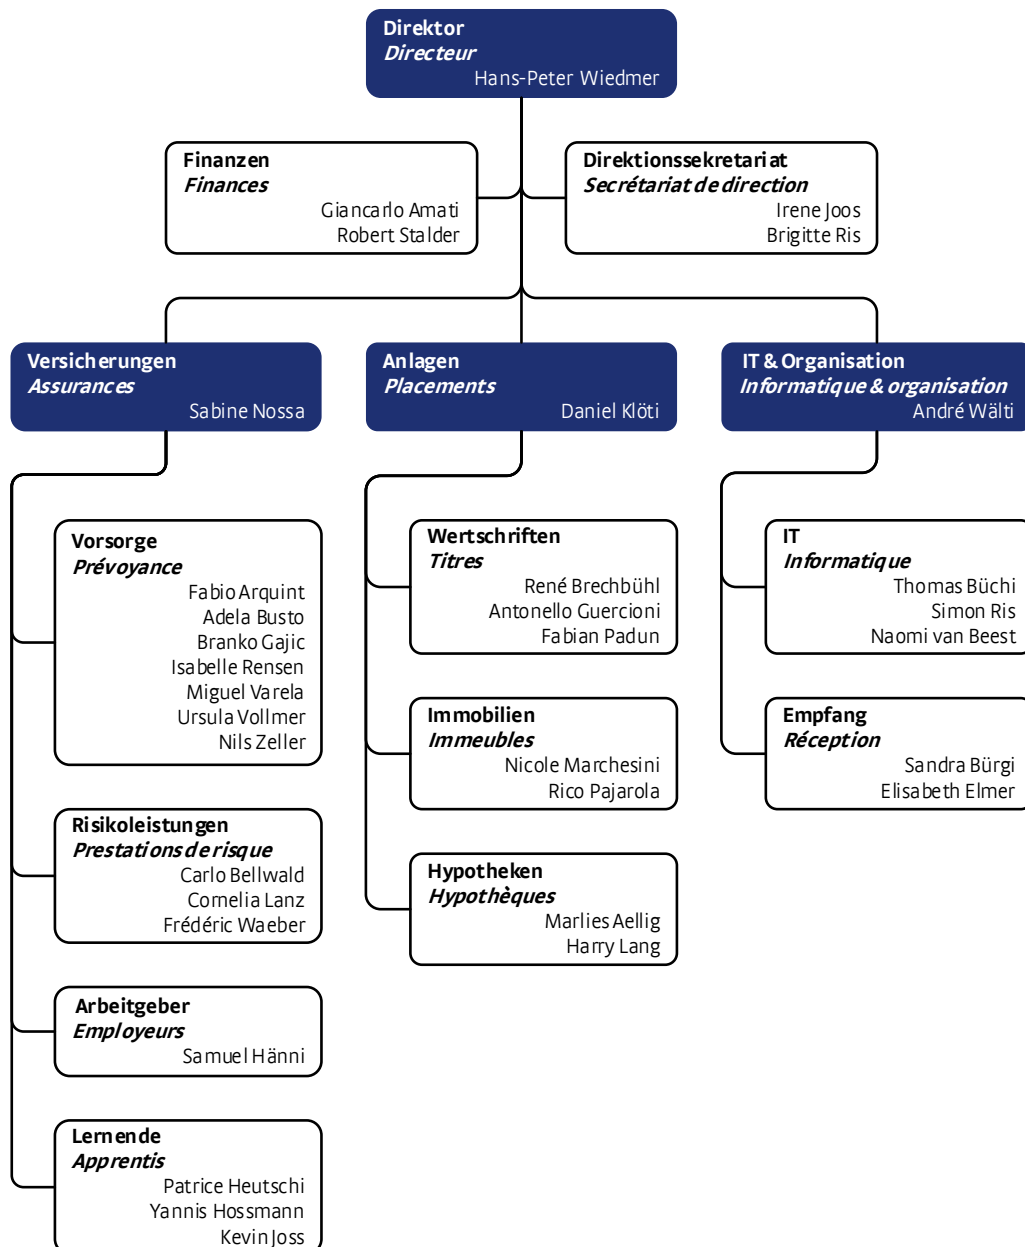 Direktor
Directeur
Hans-Peter Wiedmer
Finanzen
Finances
Giancarlo Amati
Robert Stalder
Direktionssekretariat
Secrétariat de direction
Irene Joos
Brigitte Ris
Versicherungen
Assurances
Sabine Nossa
Anlagen
Placements
Daniel Klöti
IT & Organisation
Informatique & organisation
André Wälti
Vorsorge
Prévoyance
Fabio Arquint
Adela Busto
Branko Gajic
Isabelle Rensen
Miguel Varela
Ursula Vollmer
Nils Zeller
Risikoleistungen
Prestations de risque
Carlo Bellwald
Cornelia Lanz
Frédéric Waeber
Arbeitgeber
Employeurs
Samuel Hänni
Lernende
Apprentis
Patrice Heutschi
Yannis Hossmann
Kevin Joss
Wertschriften
Titres
René Brechbühl
Antonello Guercioni
Fabian Padun
Immobilien
Immeubles
Nicole Marchesini
Rico Pajarola
Hypotheken
Hypothèques
Marlies Aellig
Harry Lang
IT
Informatique
Thomas Büchi
Simon Ris
Naomi van Beest
Empfang
Réception
Sandra Bürgi
Elisabeth Elmer